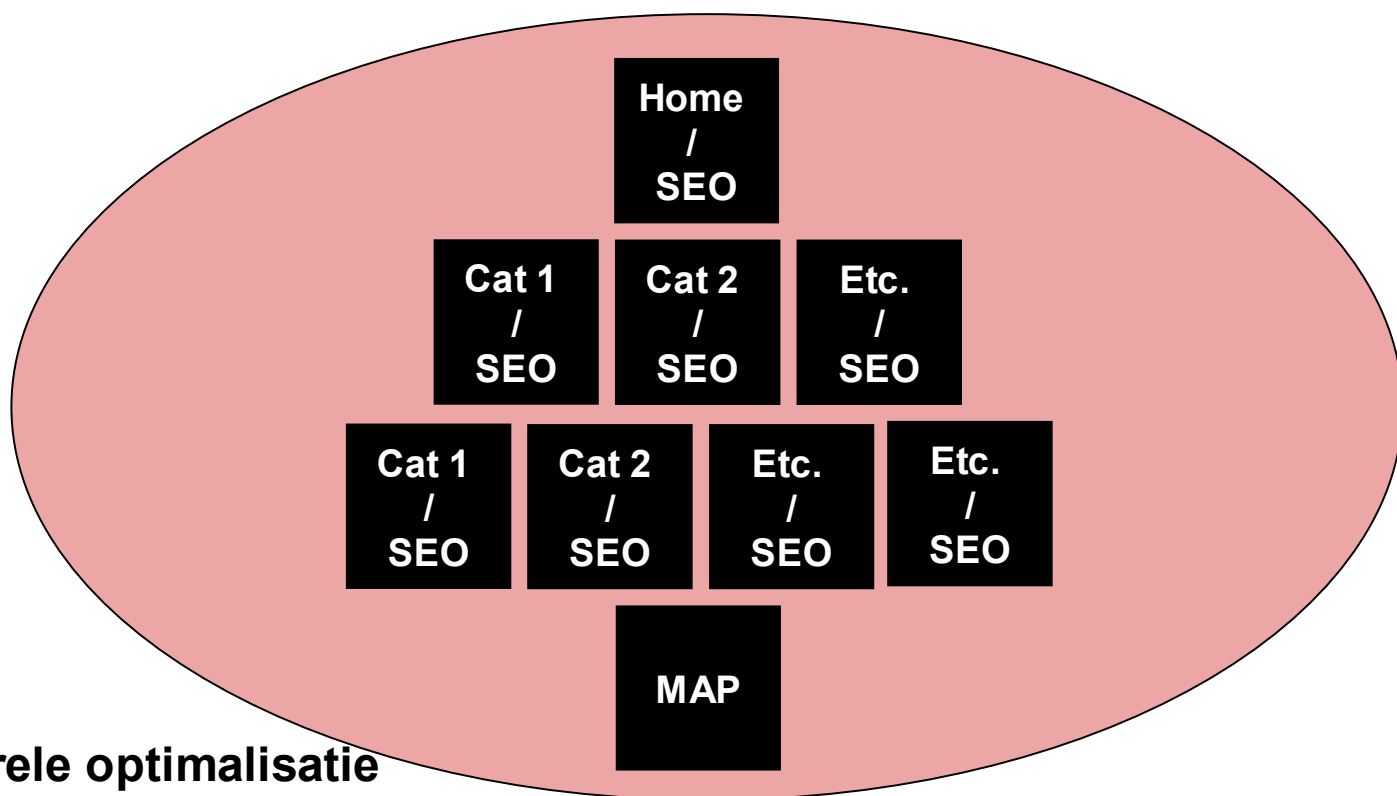 Home
/
SEO
Cat 1
/
SEO
Cat 2
/
SEO
Etc.
/
SEO
Cat 1
/
SEO
Cat 2
/
SEO
Etc.
/
SEO
Etc.
/
SEO
MAP
rele optimalisatie